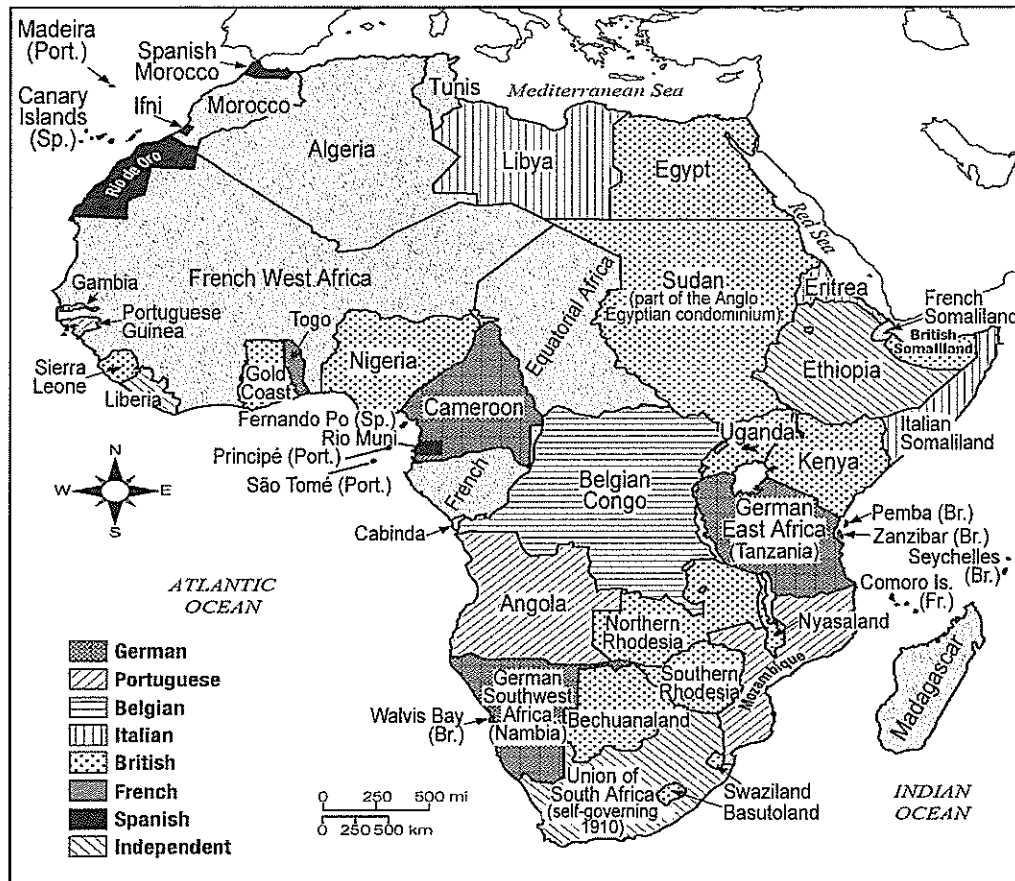 Madeira
(Port.)
Canary
Islands
(Sp.)
Spanish
Morocco
Ifni
Morocco
Tunis
Mediterranean Sea
Algeria
Libya
Egypt
Rio de Oro
Red Sea
French West Africa
Equatorial Africa
Sudan
(part of the Anglo
Egyptian condominium)
Eritrea
French
Somaliland
British
Somaliland
Gambia
Portuguese
Guinea
Togo
Nigeria
Ethiopia
Sierra
Leone
Liberia
Gold
Coast
Cameroon
Fernando Po (Sp.)
Rio Muni
Principé (Port.)
São Tomé (Port.)
Uganda
Kenya
Italian
Somaliland
N
W
E
S
French
Belgian
Congo
Cabinda
German
East Africa
(Tanzania)
Pemba (Br.)
Zanzibar (Br.)
Seychelles
(Br.)
Comoro Is.
(Fr.)
ATLANTIC
OCEAN
Angola
Northern
Rhodesia
Nyasaland
Southern
Rhodesia
Mozambique
Madagascar
German
Southwest
Africa
(Nambia)
Walvis Bay
(Br.)
Bechuanaland
Union of
South Africa
(self-governing
1910)
Swaziland
Basutoland
INDIAN
OCEAN
German
Portuguese
Belgian
Italian
British
French
Spanish
Independent
0 250 500 mi
0 250 500 km